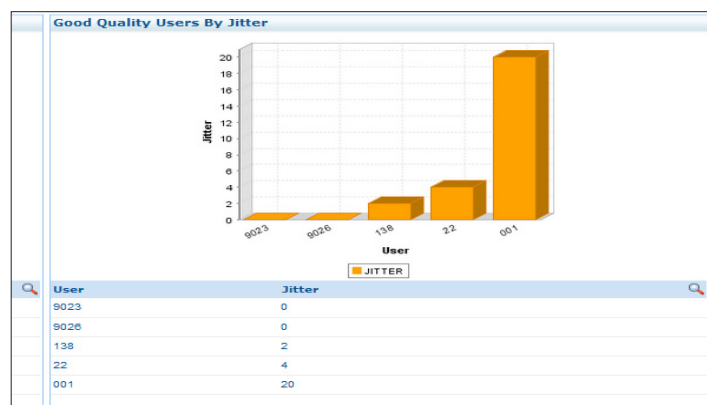 Good Quality Users By Jitter
20
18
16
14
12
10
8
6
4
2
0
Jitter
9023 9026 138 22 001
User
JITTER
User Jitter
9023 0
9026 0
138 2
22 4
001 20